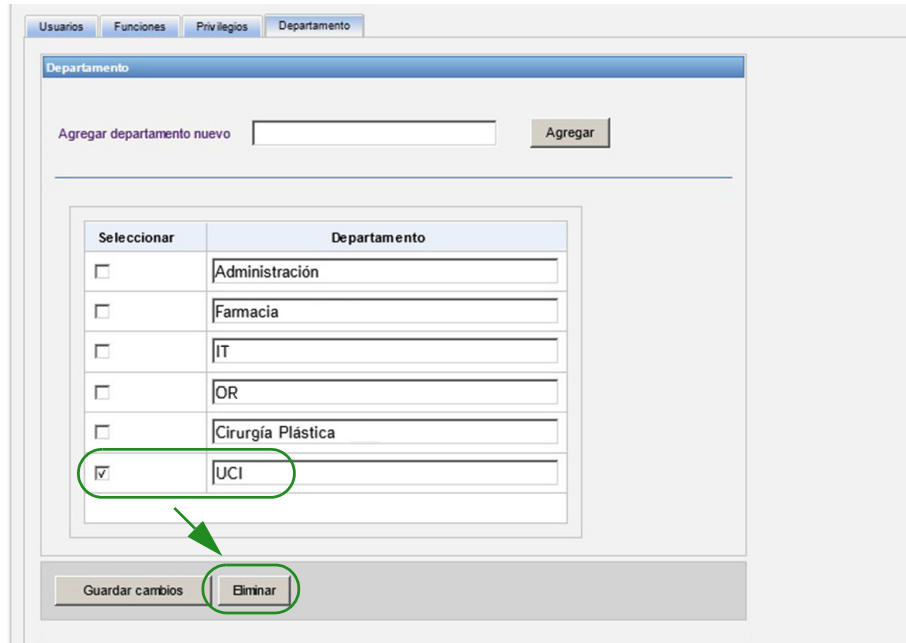 Usuarios Funciones Privilegios Departamento
Departamento
Agregar departamento nuevo Agregar
Seleccionar Departamento
Administración
Farmacia
IT
OR
Cirurgía Plástica
UCI
Guardar cambios Eliminar